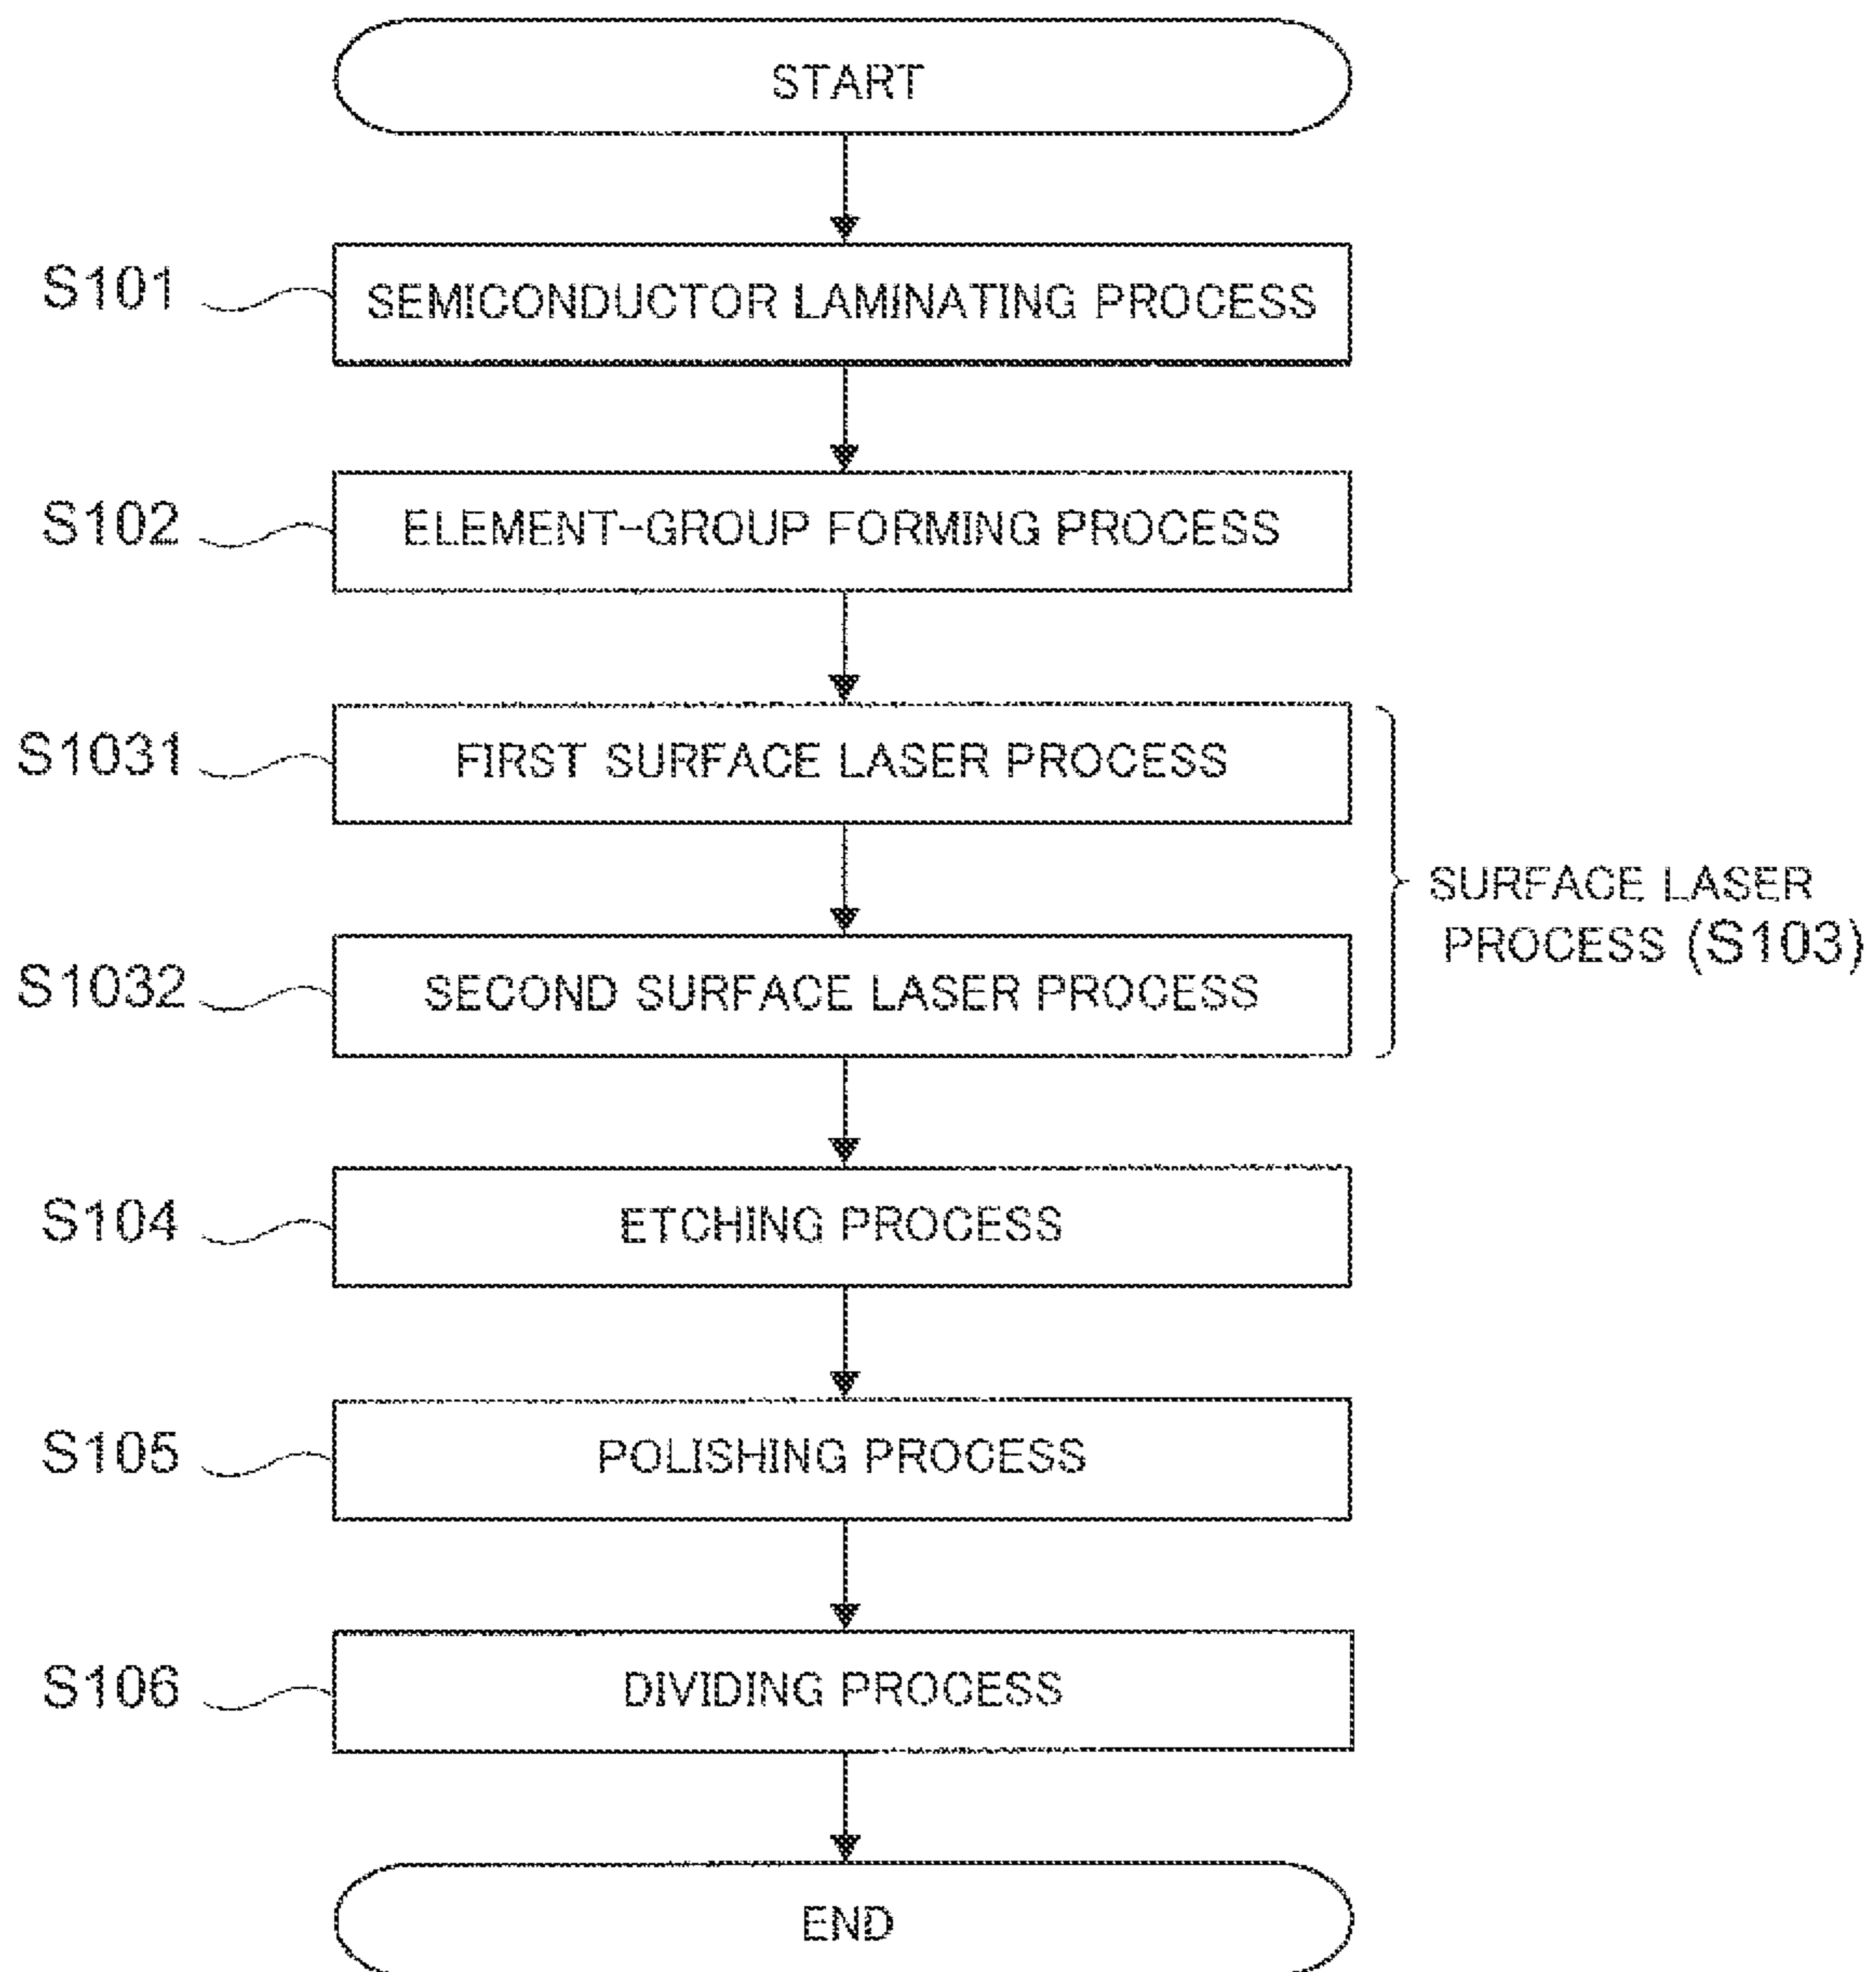 START
S101
SEMICONDUCTOR LAMINATING PROCESS
S102
ELEMENT-GROUP FORMING PROCESS
S1031
FIRST SURFACE LASER PROCESS
SURFACE LASER
PROCESS (S103)
S1032
SECOND SURFACE LASER PROCESS
S104
ETCHING PROCESS
S105
POLISHING PROCESS
S106
DIVIDING PROCESS
END